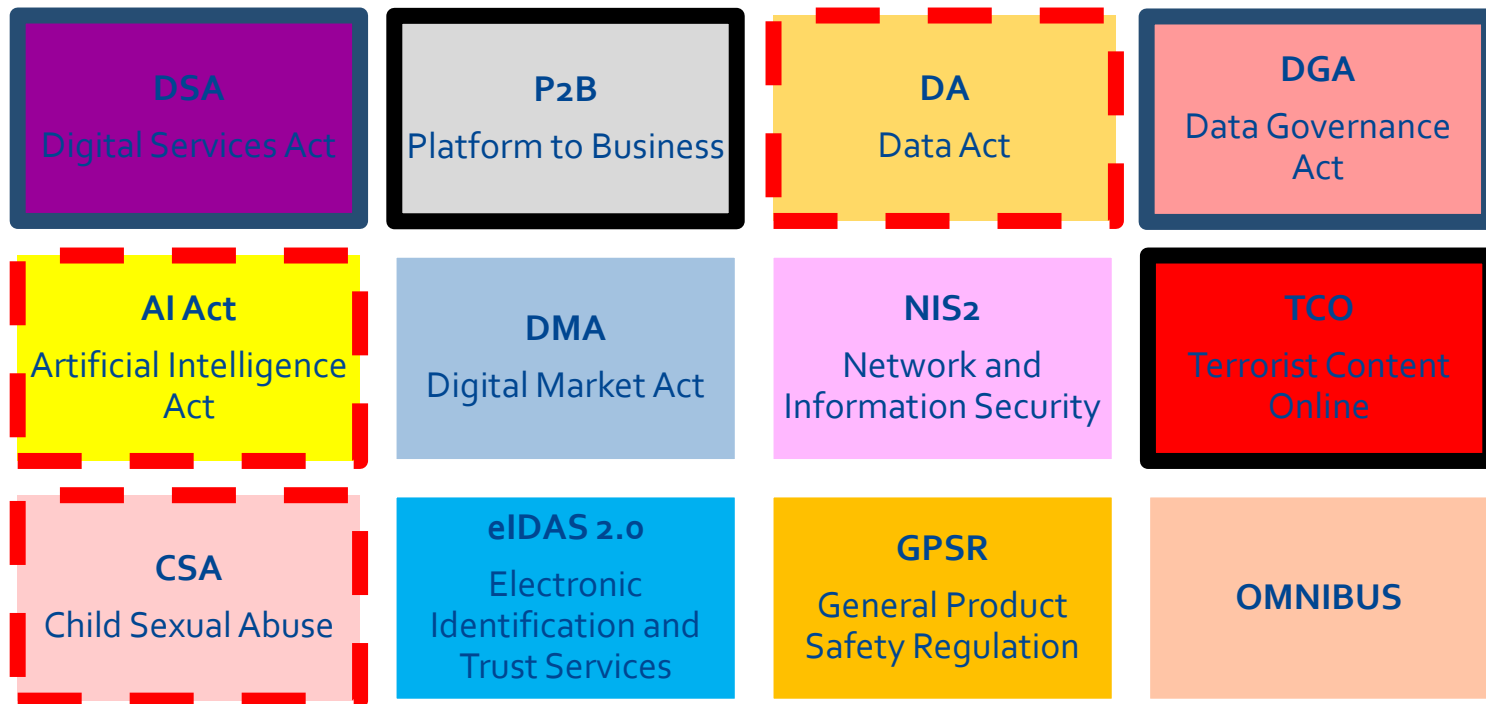 DSA
Digital Services Act
P2B
Platform to Business
DA
Data Act
DGA
Data Governance
Act
AI Act
Artificial Intelligence
Act
DMA
Digital Market Act
NIS2
Network and
Information Security
TCO
Terrorist Content
Online
CSA
Child Sexual Abuse
eIDAS 2.0
Electronic
Identification and
Trust Services
GPSR
General Product
Safety Regulation
OMNIBUS